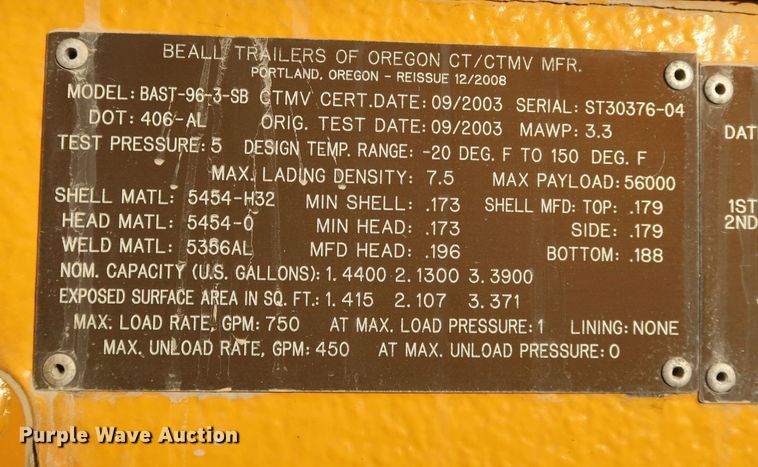 BEALL TRAILERS OF OREGON CT/CTMV MFR.
PORTLAND, OREGON - REISSUE 12/2008
MODEL: BAST-96-3-SB CTMV CERT.DATE: 09/2003 SERIAL: ST30376-04
DOT: 406-AL ORIG. TEST DATE: 09/2003 MAWP: 3.3
TEST PRESSURE: 5 DESIGN TEMP. RANGE: -20 DEG. F TO 150 DEG. F
MAX. LADING DENSITY: 7.5 MAX PAYLOAD: 56000
SHELL MATL: 5454-H32 MIN SHELL: .173 SHELL MFD: TOP: .179
HEAD MATL: 5454-0 MIN HEAD: .173 SIDE: .179
WELD MATL: 5356AL MFD HEAD: .196 BOTTOM: .188
NOM. CAPACITY (U.S. GALLONS): 1. 4400 2. 1300 3. 3900
EXPOSED SURFACE AREA IN SQ. FT.: 1. 415 2. 107 3. 371
MAX. LOAD RATE, GPM: 750 AT MAX. LOAD PRESSURE: 1 LINING: NONE
MAX. UNLOAD RATE, GPM: 450 AT MAX. UNLOAD PRESSURE: 0
DAT
1ST
2ND
Purple Wave Auction